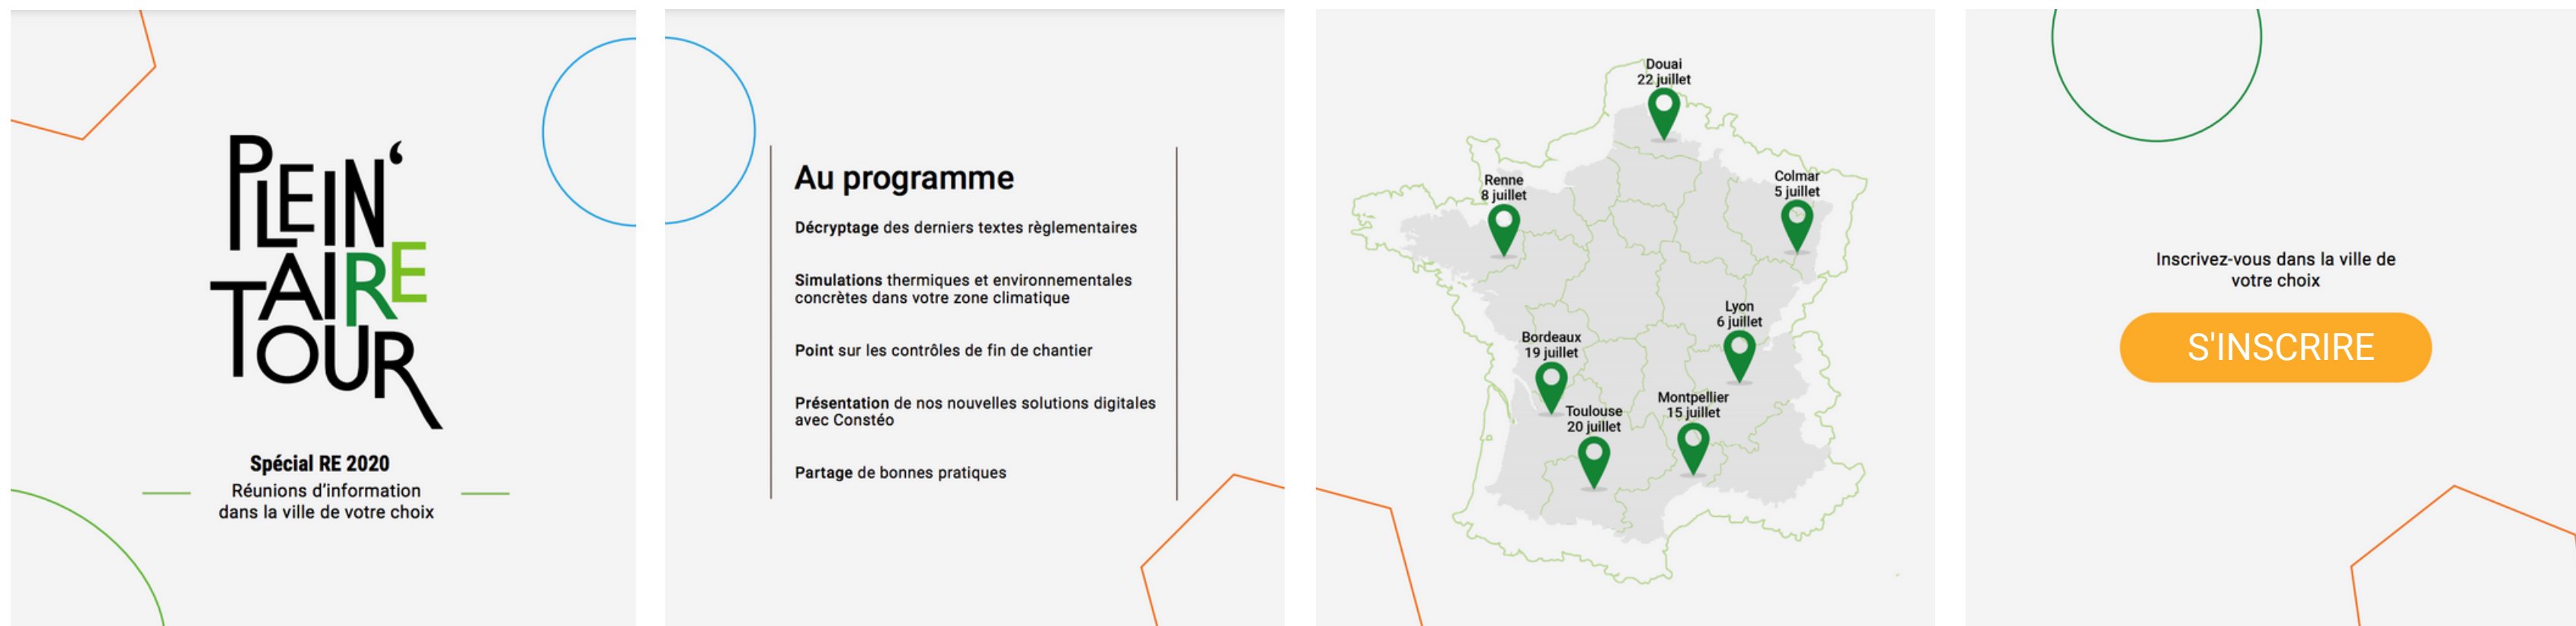 PLEIN‘
TAIRE
TOUR
Spécial RE 2020
Réunions d’information
dans la ville de votre choix
Au programme
Décryptage des derniers textes règlementaires
Simulations thermiques et environnementales
concrètes dans votre zone climatique
Point sur les contrôles de fin de chantier
Présentation de nos nouvelles solutions digitales
avec Constéo
Partage de bonnes pratiques
Douai
22 juillet
Renne
8 juillet
Colmar
5 juillet
Lyon
6 juillet
Bordeaux
19 juillet
Montpellier
15 juillet
Toulouse
20 juillet
Inscrivez-vous dans la ville de
votre choix
S'INSCRIRE